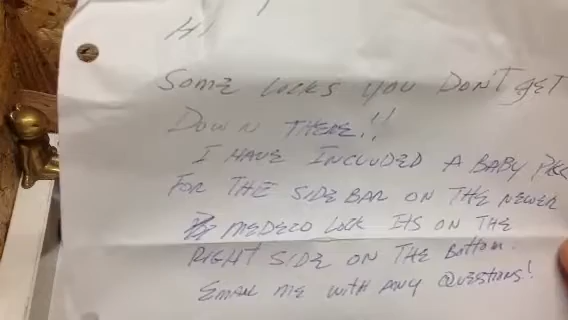 Hi
Some locks you don't get
down there!!
I have included a baby
for the side bar on the newer
medeco lock its on the
right side on the bottom.
Email me with any questions!